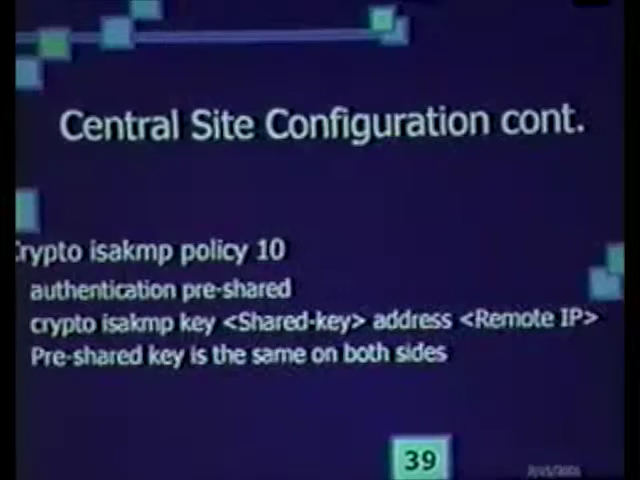 Central Site Configuration cont.
Crypto isakmp policy 10
authentication pre-shared
crypto isakmp key <Shared-key> address <Remote IP>
Pre-shared key is the same on both sides
39